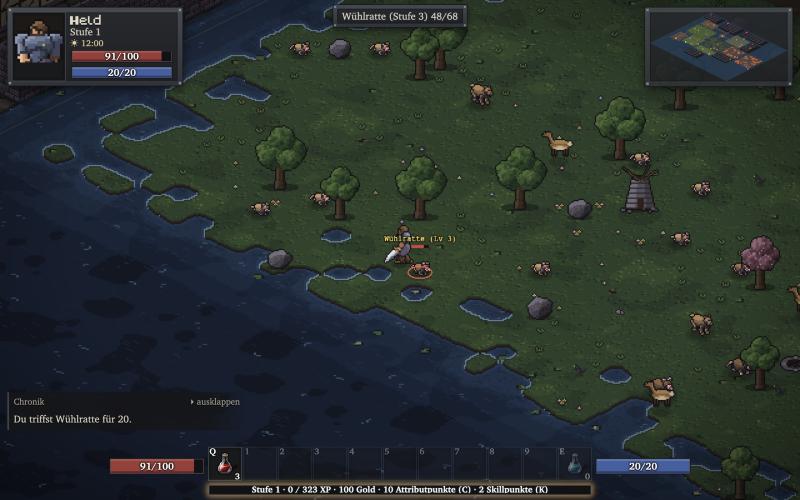 Held
Stufe 1
12:00
91/100
20/20
Wühlratte (Stufe 3) 48/68
Wühlratte (Lv 3)
Chronik
ausklappen
Du triffst Wühlratte für 20.
91/100
Q 1 2 3 4 5 6 7 8 9 E
3 0
20/20
Stufe 1 · 0 / 323 XP · 100 Gold · 10 Attributpunkte (C) · 2 Skillpunkte (K)